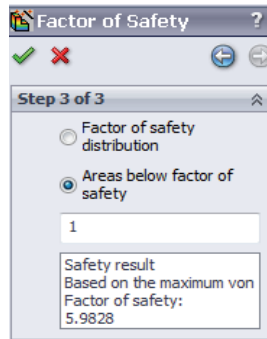 Factor of Safety ?
Step 3 of 3
Factor of safety
distribution
Areas below factor of
safety
1
Safety result
Based on the maximum von
Factor of safety:
5.9828